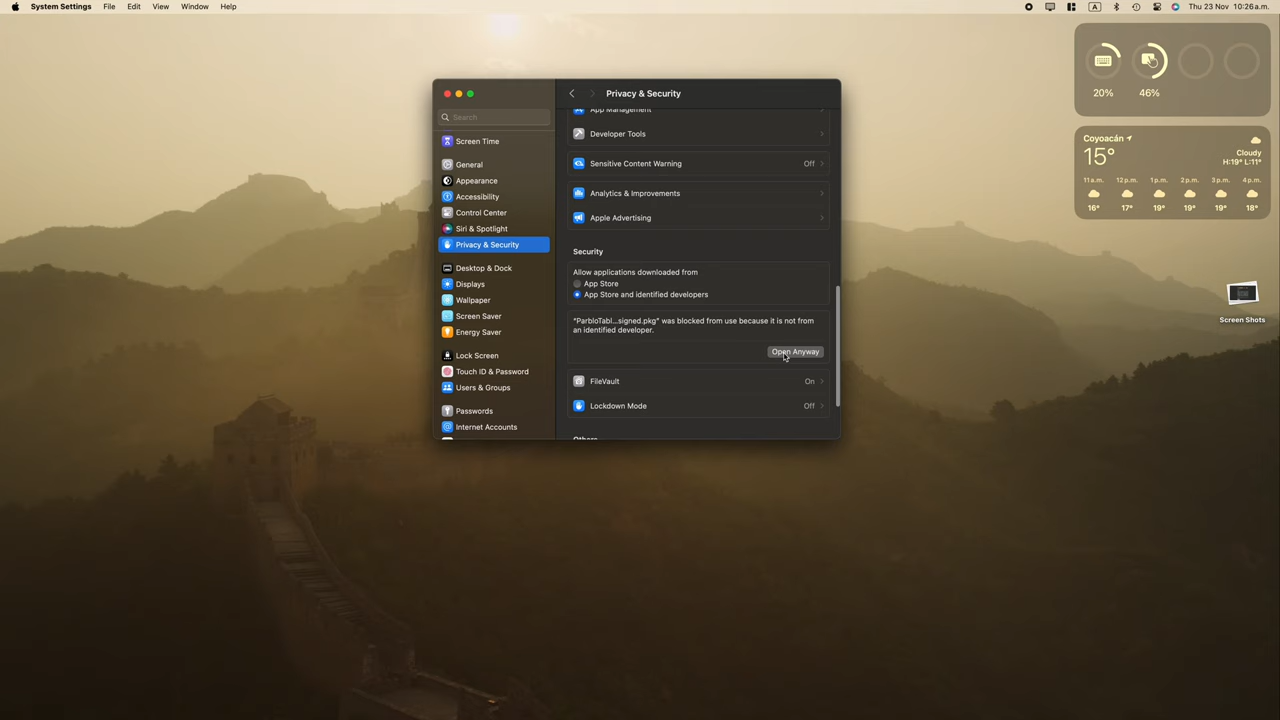 System Settings File Edit View Window Help
A Thu 23 Nov 10:26 a.m.
20% 46%
Coyoacán
15°
Cloudy
H:19° L:11°
11 a.m. 12 p.m. 1 p.m. 2 p.m. 3 p.m. 4 p.m.
16° 17° 19° 19° 19° 18°
Screen Shots
Search
Screen Time
General
Appearance
Accessibility
Control Center
Siri & Spotlight
Privacy & Security
Desktop & Dock
Displays
Wallpaper
Screen Saver
Energy Saver
Lock Screen
Touch ID & Password
Users & Groups
Passwords
Internet Accounts
Privacy & Security
App Management
Developer Tools
Sensitive Content Warning Off
Analytics & Improvements
Apple Advertising
Security
Allow applications downloaded from
App Store
App Store and identified developers
"ParbloTabl...signed.pkg" was blocked from use because it is not from
an identified developer.
Open Anyway
FileVault On
Lockdown Mode Off
Others